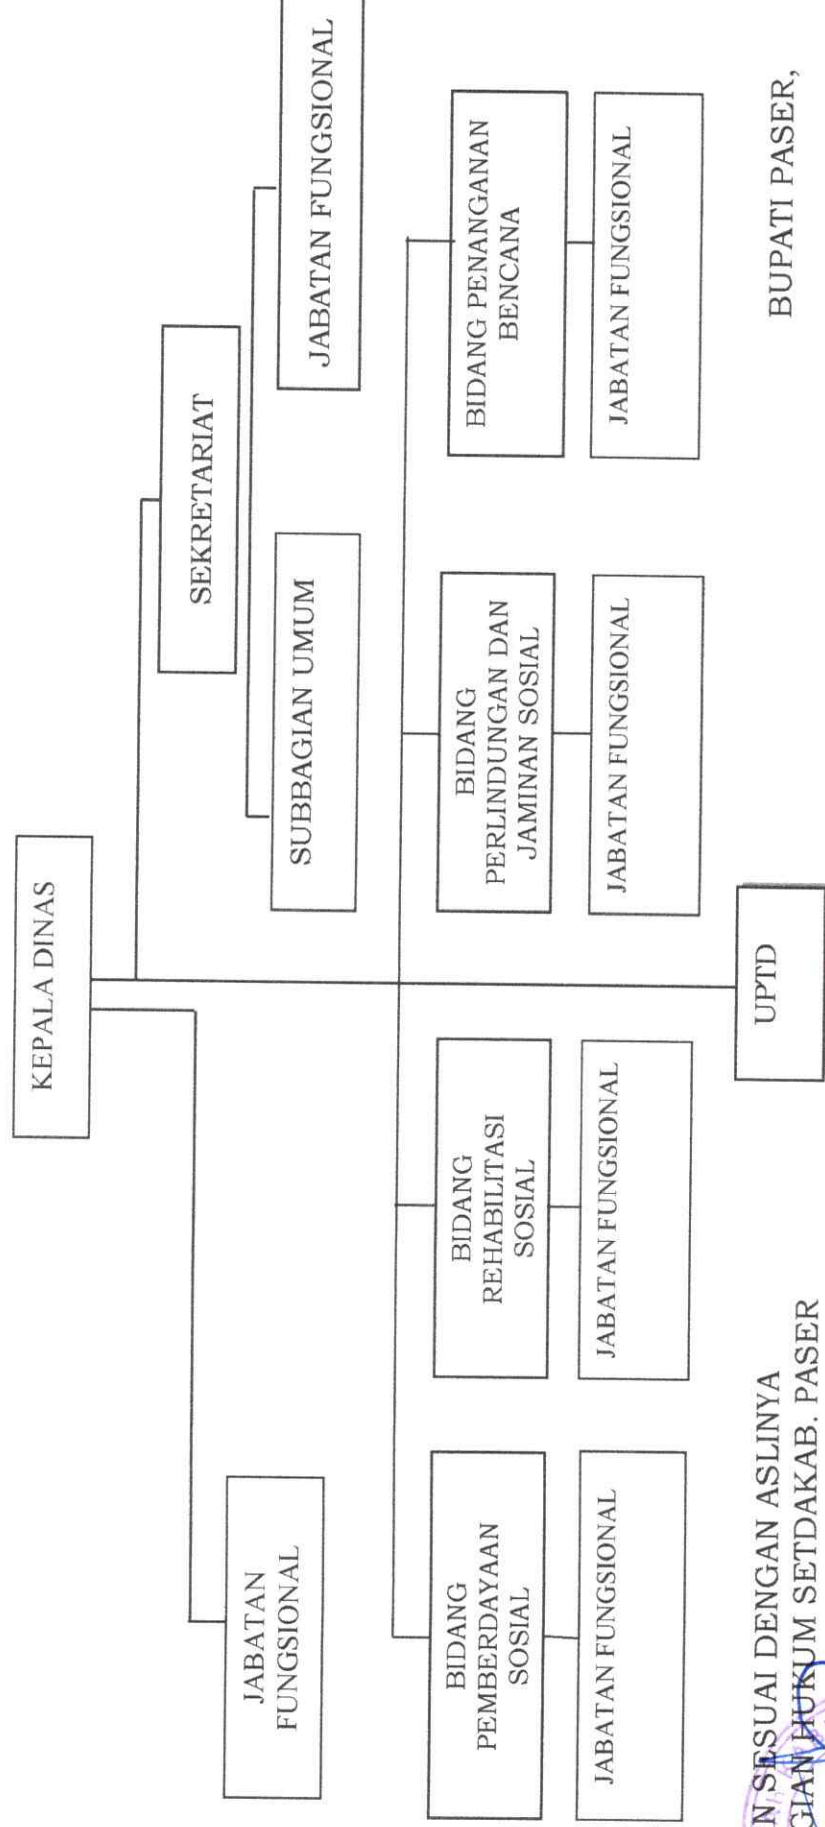 KEPALA DINAS
SEKRETARIAT
JABATAN
FUNGSIONAL
SUBBAGIAN UMUM
JABATAN FUNGSIONAL
BIDANG
PEMBERDAYAAN
SOSIAL
BIDANG
REHABILITASI
SOSIAL
BIDANG
PERLINDUNGAN DAN
JAMINAN SOSIAL
BIDANG PENANGANAN
BENCANA
JABATAN FUNGSIONAL
JABATAN FUNGSIONAL
JABATAN FUNGSIONAL
JABATAN FUNGSIONAL
UPTD
SESUAI DENGAN ASLINYA
HUKUM SETDAKAB. PASER
BUPATI PASER,